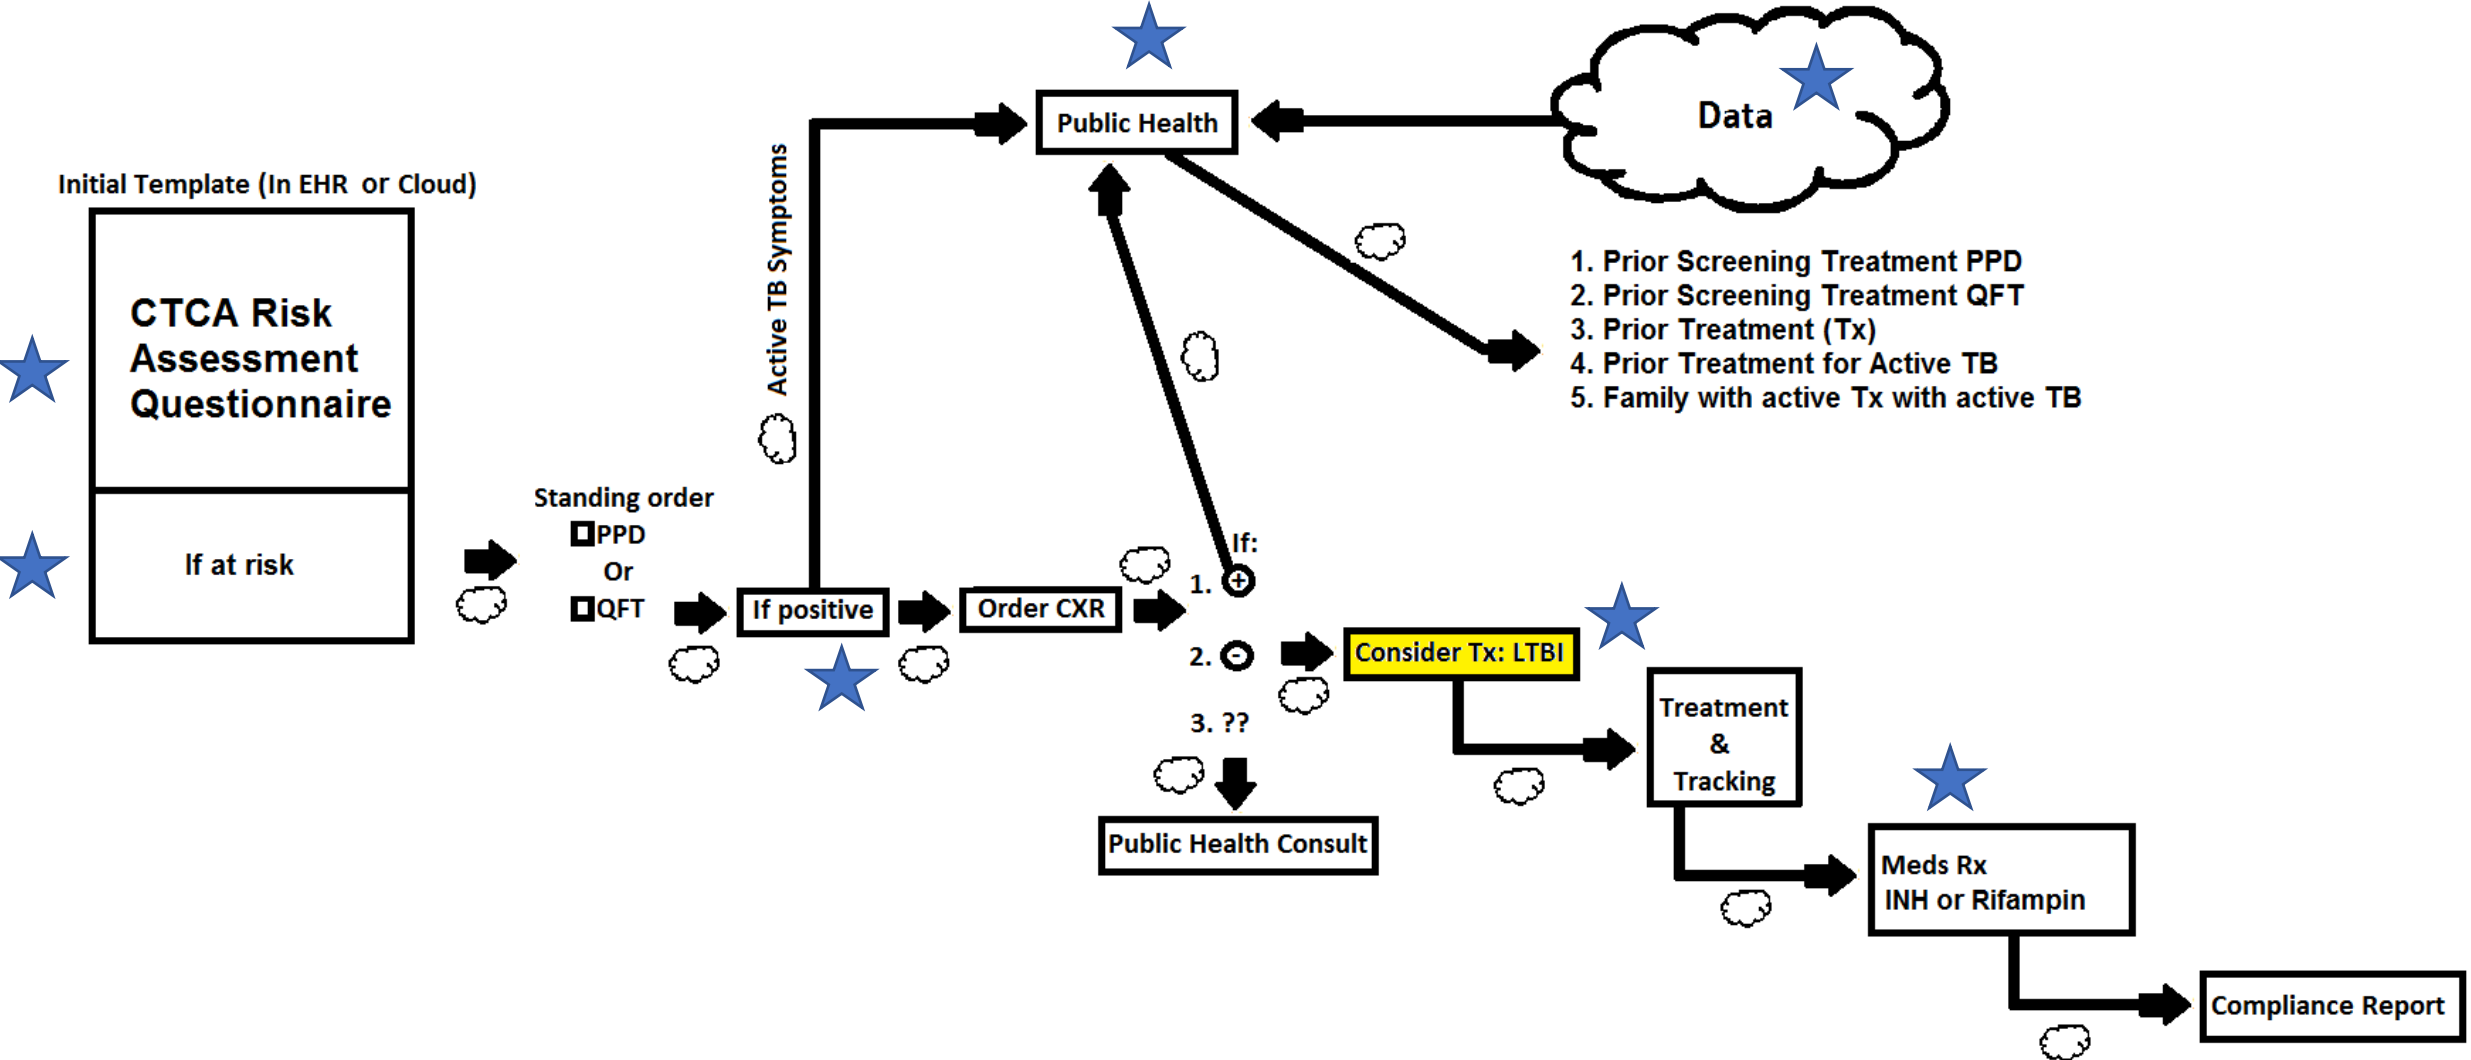 Initial Template (In EHR or Cloud)
CTCA Risk
Assessment
Questionnaire
If at risk
Standing order
PPD
Or
QFT
If positive
Active TB Symptoms
Public Health
Data
1. Prior Screening Treatment PPD
2. Prior Screening Treatment QFT
3. Prior Treatment (Tx)
4. Prior Treatment for Active TB
5. Family with active Tx with active TB
Order CXR
If:
1. +
2. -
3. ??
Public Health Consult
Consider Tx: LTBI
Treatment
&
Tracking
Meds Rx
INH or Rifampin
Compliance Report